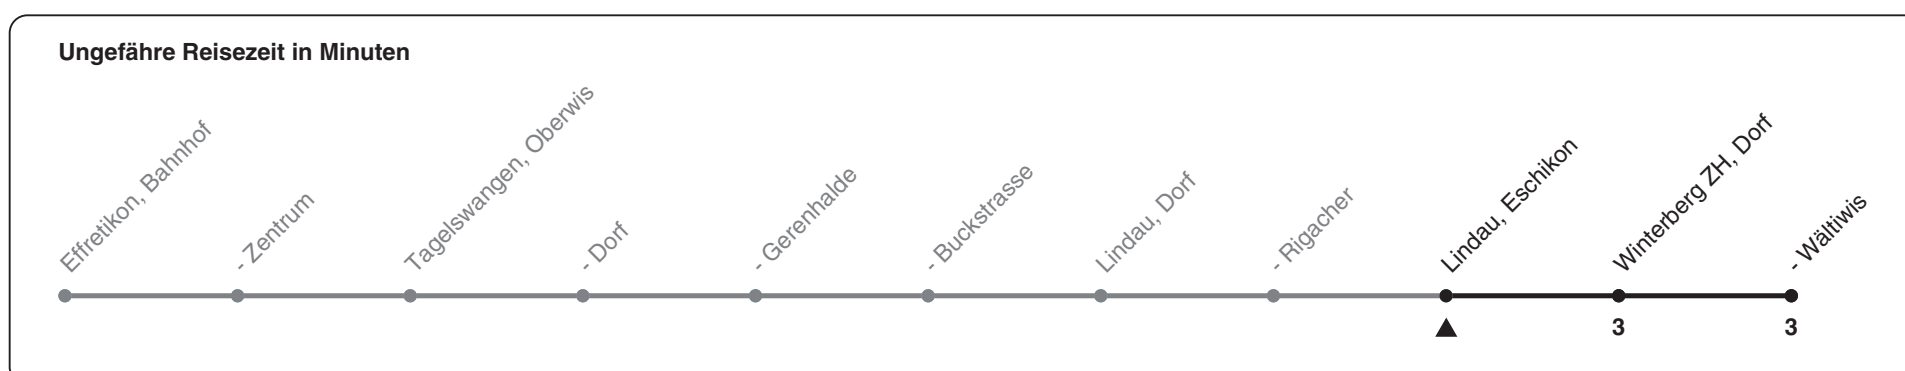 Ungefähre Reisezeit in Minuten
Effretikon, Bahnhof
- Zentrum
Tagelswangen, Oberwis
- Dorf
- Gerenhalde
- Buckstrasse
Lindau, Dorf
- Rigacher
Lindau, Eschikon
Winterberg ZH, Dorf
- Wältiwis
3
3